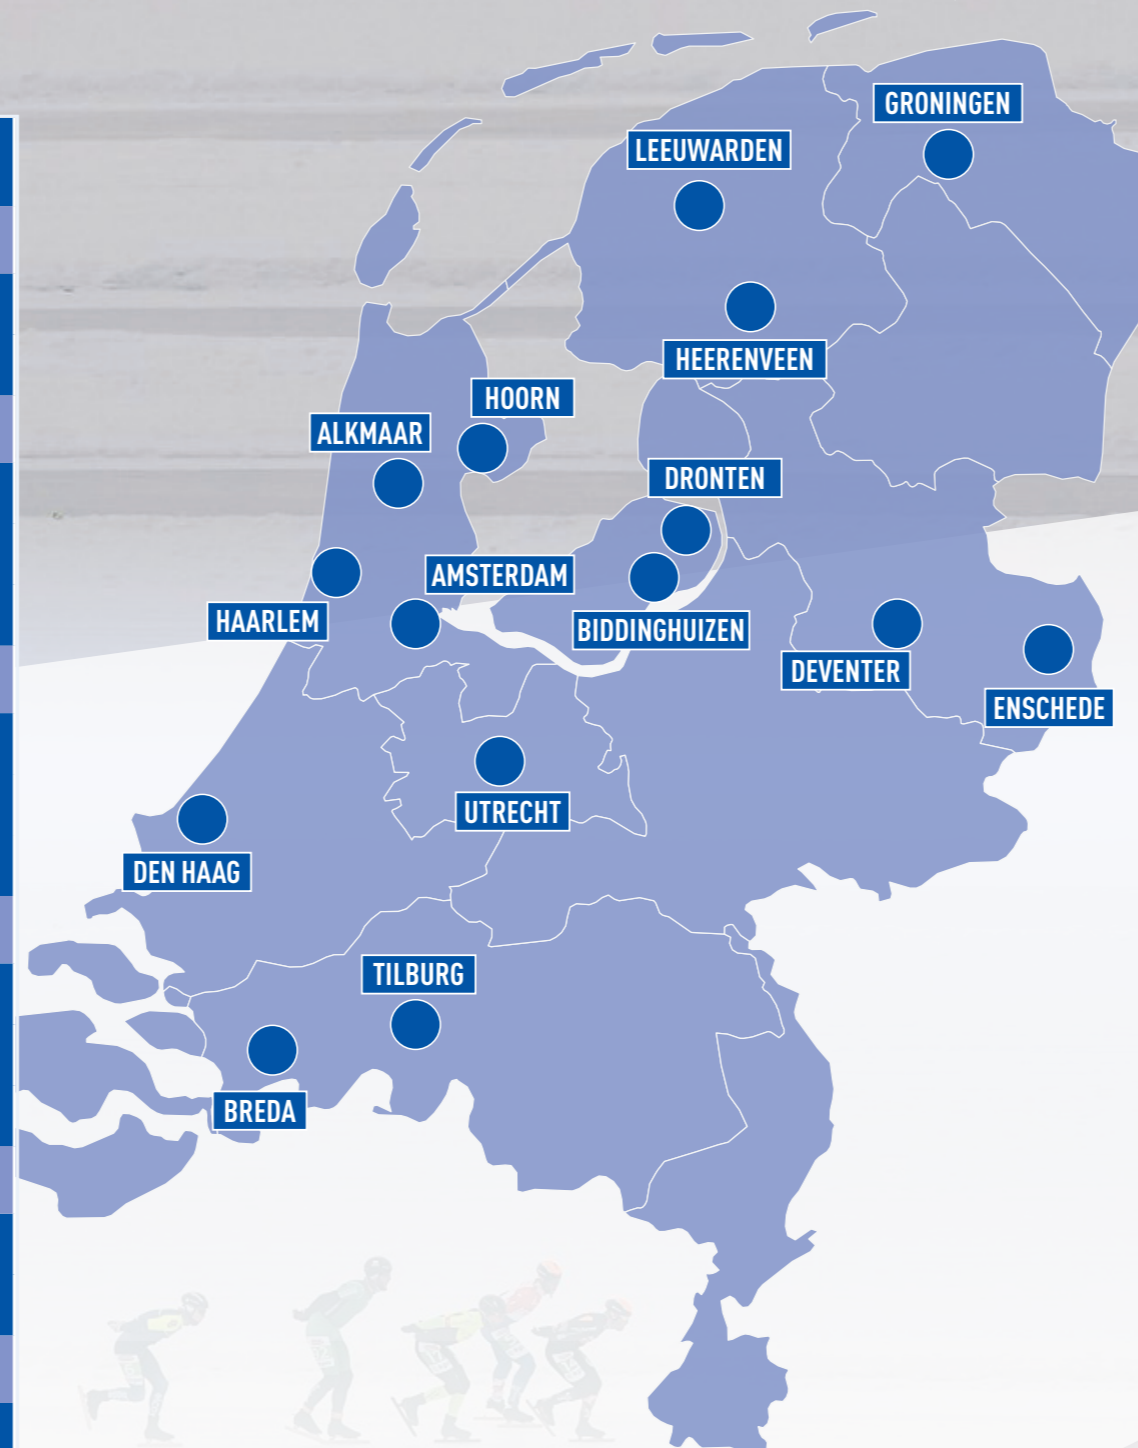 GRONINGEN
LEEUWARDEN
HEERENVEEN
HOORN
ALKMAAR
DRONTEN
AMSTERDAM
HAARLEM
BIDDINGHUIZEN
DEVENTER
ENSCHEDE
UTRECHT
DEN HAAG
TILBURG
BREDA